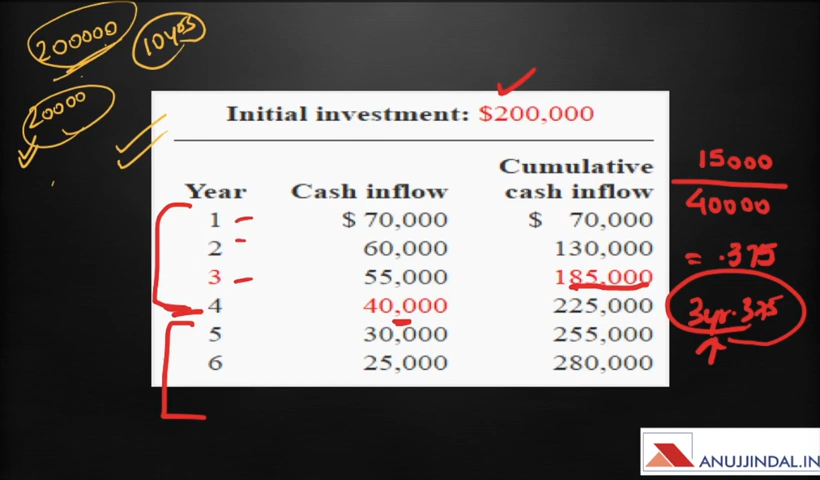 200000
10yrs
20000
Initial investment: $200,000
Cumulative
Year Cash inflow cash inflow
1 $ 70,000 $ 70,000
2 60,000 130,000
3 55,000 185,000
4 40,000 225,000
5 30,000 255,000
6 25,000 280,000
15000
40000
= .375
3yr.375
ANUJJINDAL.IN